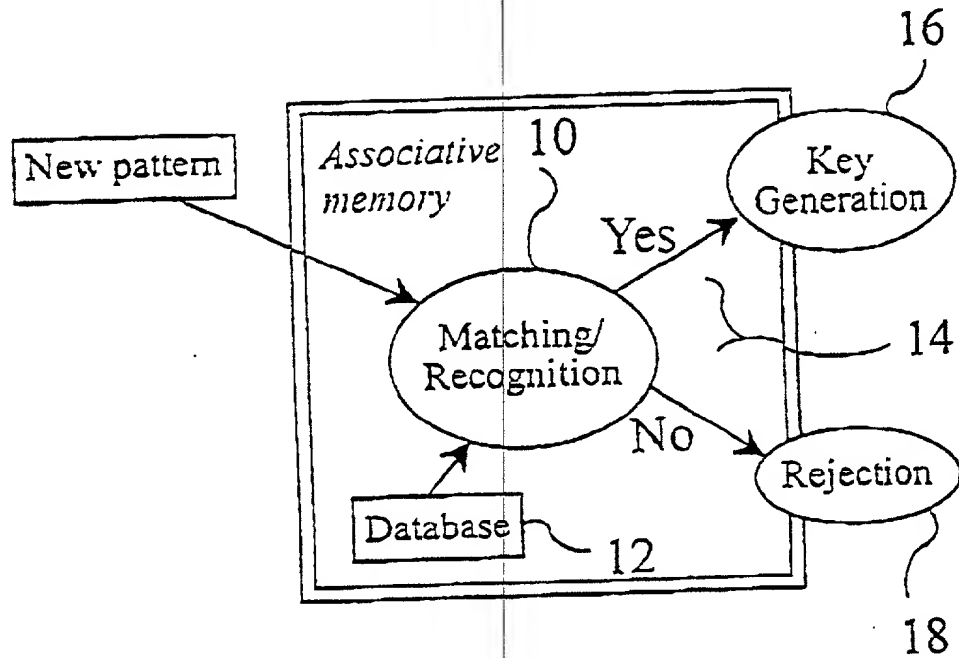 16
New pattern
Associative
memory
10
Key
Generation
Yes
Matching/
Recognition
14
No
Rejection
Database
12
18